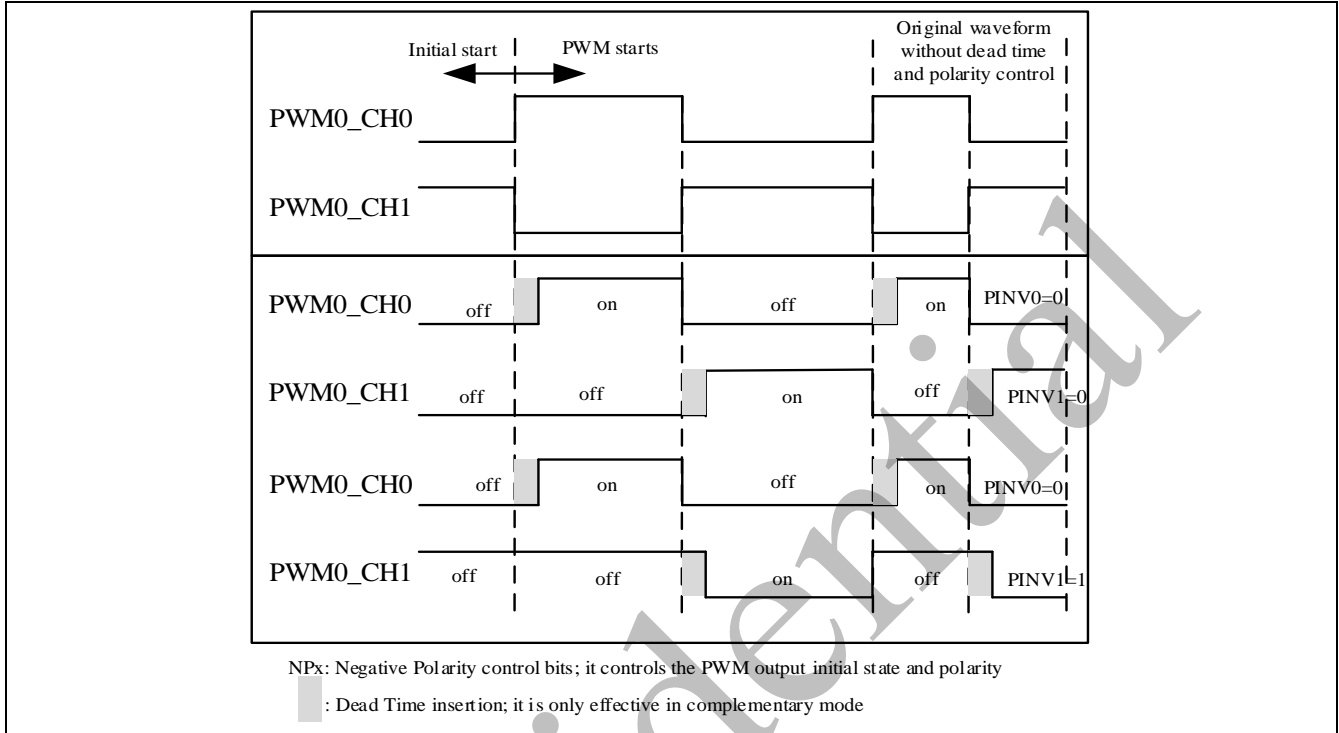 Initial start
PWM starts
Original waveform
without dead time
and polarity control
PWM0_CH0
PWM0_CH1
PWM0_CH0
off
on
off
on
PINV0=0
PWM0_CH1
off
off
on
off
PINV1=0
PWM0_CH0
off
on
off
on
PINV0=0
PWM0_CH1
off
off
on
off
PINV1=1
NPx: Negative Polarity control bits; it controls the PWM output initial state and polarity
: Dead Time insertion; it is only effective in complementary mode
idential